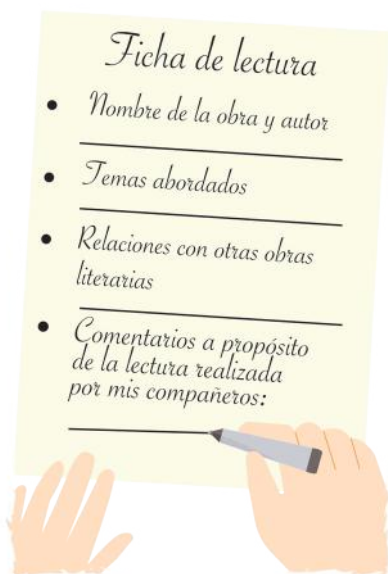 Ficha de lectura
• Nombre de la obra y autor
• Temas abordados
• Relaciones con otras obras
literarias
• Comentarios a propósito
de la lectura realizada
por mis compañeros: